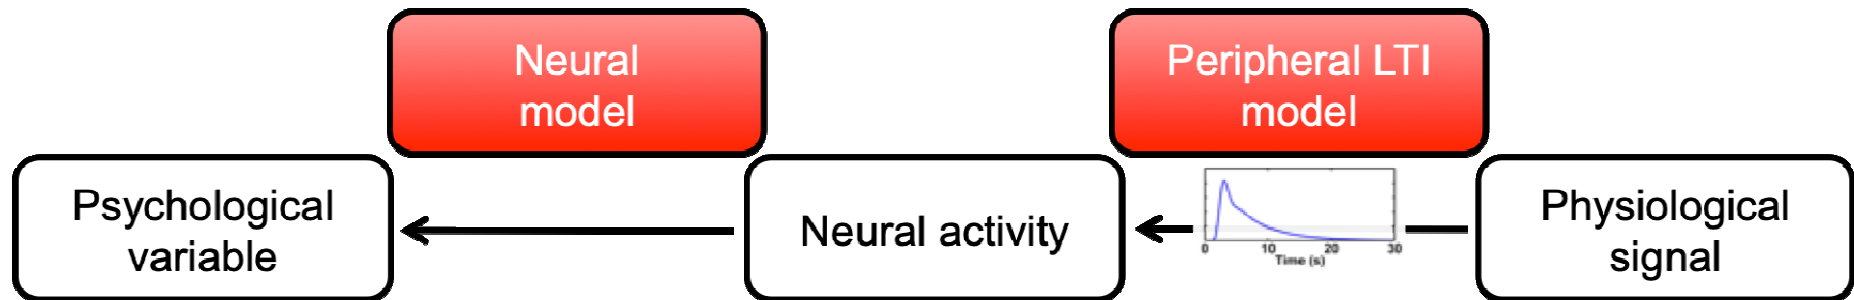 Neural
model
Peripheral LTI
model
Psychological
variable
Neural activity
0 10 20 30
Time (s)
Physiological
signal